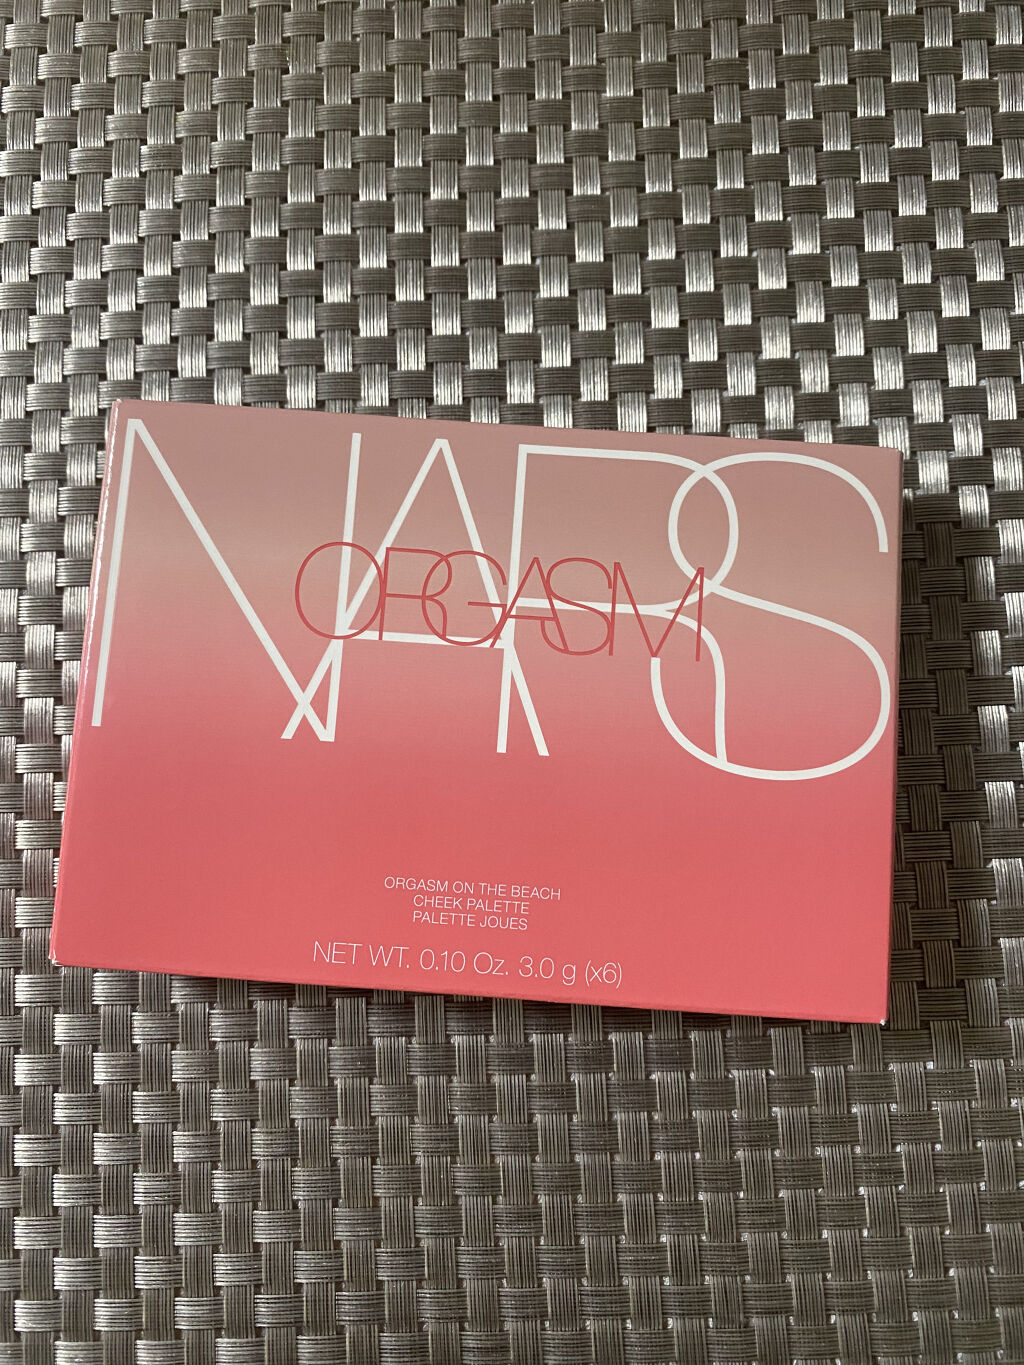 NARS
ORGASM
ORGASM ON THE BEACH
CHEEK PALETTE
PALETTE JOUES
NET WT. 0.10 Oz. 3.0 g (x6)